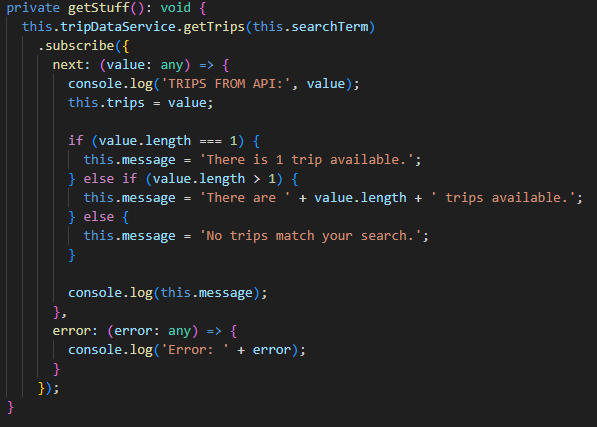 private getStuff(): void {
  this.tripDataService.getTrips(this.searchTerm)
    .subscribe({
      next: (value: any) => {
        console.log('TRIPS FROM API:', value);
        this.trips = value;

        if (value.length === 1) {
          this.message = 'There is 1 trip available.';
        } else if (value.length > 1) {
          this.message = 'There are ' + value.length + ' trips available.';
        } else {
          this.message = 'No trips match your search.';
        }

        console.log(this.message);
      },
      error: (error: any) => {
        console.log('Error: ' + error);
      }
    });
}